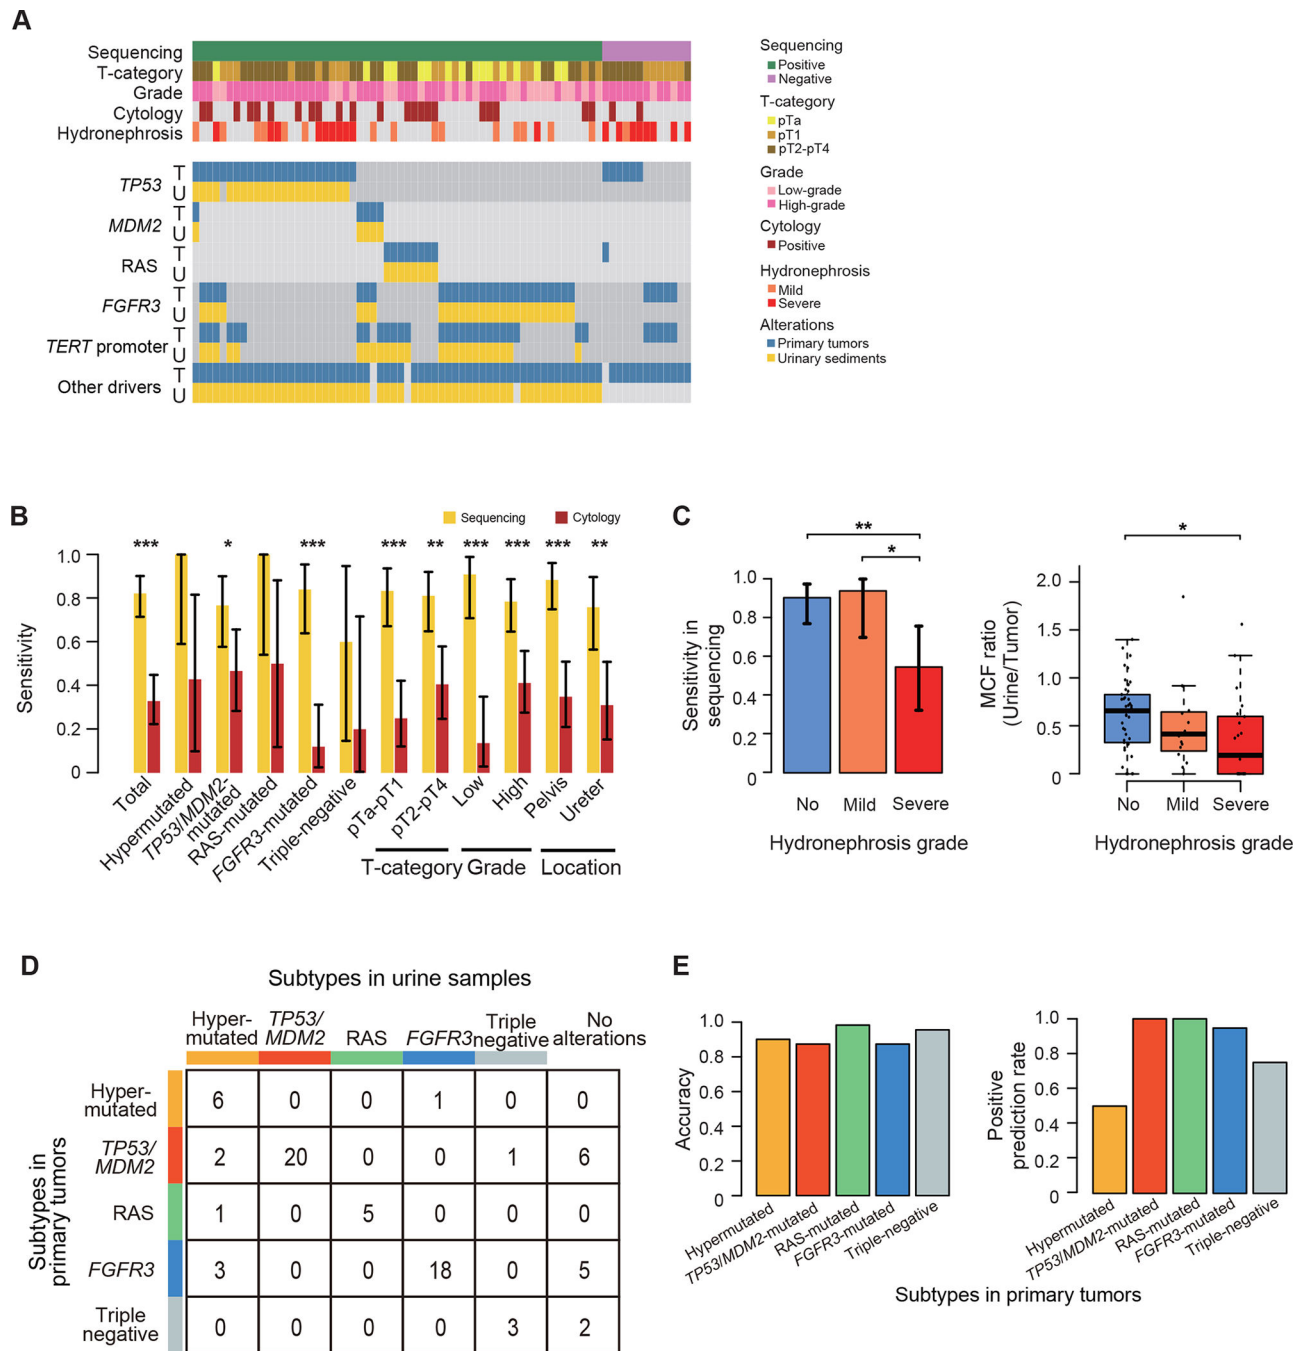 A
Sequencing
T-category
Grade
Cytology
Hydronephrosis
TP53
T
U
MDM2
T
U
RAS
T
U
FGFR3
T
U
TERT promoter
T
U
Other drivers
T
U
Sequencing
Positive
Negative
T-category
pTa
pT1
pT2-pT4
Grade
Low-grade
High-grade
Cytology
Positive
Hydronephrosis
Mild
Severe
Alterations
Primary tumors
Urinary sediments
B
Sequencing
Cytology
Sensitivity
1.0
0.8
0.6
0.4
0.2
0
***
*
***
***
**
***
***
***
**
Total
Hypermutated
TP53/MDM2-
mutated
RAS-mutated
FGFR3-mutated
Triple-negative
pTa-pT1
pT2-pT4
Low
High
Pelvis
Ureter
T-category
Grade
Location
C
Sensitivity in
sequencing
1.0
0.8
0.6
0.4
0.2
0
**
*
No
Mild
Severe
Hydronephrosis grade
MCF ratio
(Urine/Tumor)
2.0
1.5
1.0
0.5
0
*
No
Mild
Severe
Hydronephrosis grade
D
Subtypes in urine samples
Hyper-
mutated
TP53/
MDM2
RAS
FGFR3
Triple
negative
No
alterations
Subtypes in
primary tumors
Hyper-
mutated
6 0 0 1 0 0
TP53/
MDM2
2 20 0 0 1 6
RAS
1 0 5 0 0 0
FGFR3
3 0 0 18 0 5
Triple
negative
0 0 0 0 3 2
E
Accuracy
1.0
0.8
0.6
0.4
0.2
0
Hypermutated
TP53/MDM2-mutated
RAS-mutated
FGFR3-mutated
Triple-negative
Positive
prediction rate
1.0
0.8
0.6
0.4
0.2
0
Hypermutated
TP53/MDM2-mutated
RAS-mutated
FGFR3-mutated
Triple-negative
Subtypes in primary tumors